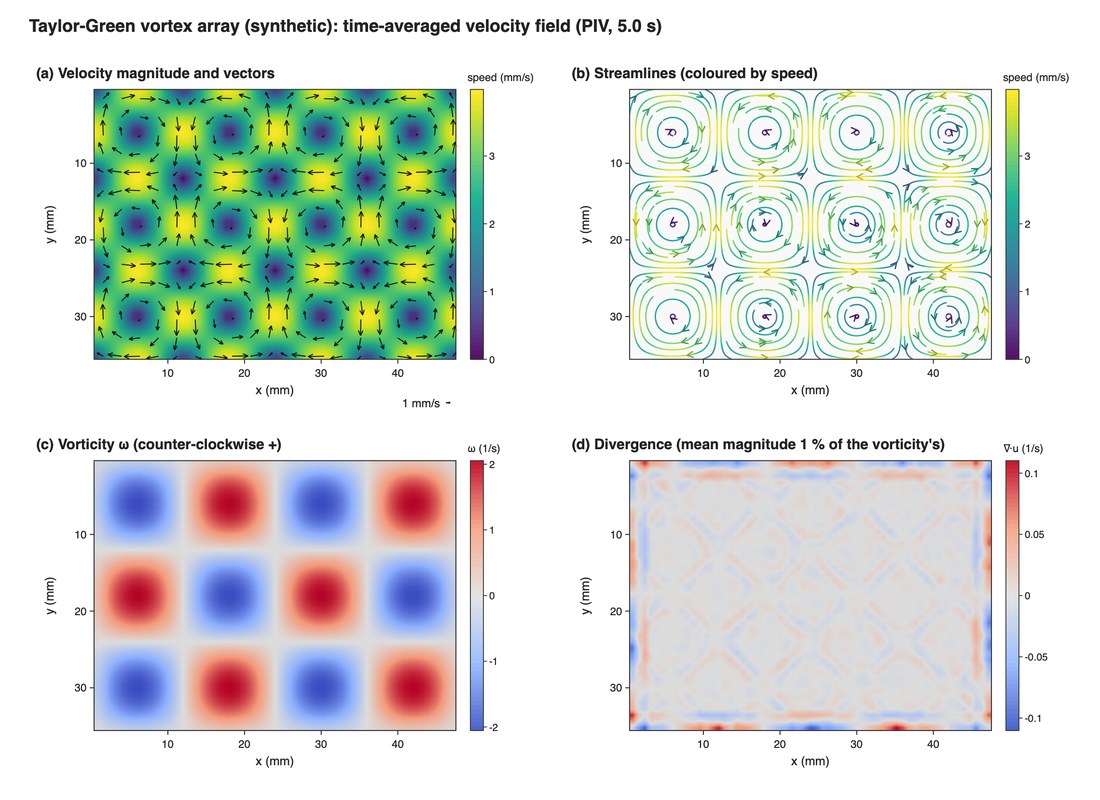 Taylor-Green vortex array (synthetic): time-averaged velocity field (PIV, 5.0 s)
(a) Velocity magnitude and vectors
speed (mm/s)
3
2
1
0
10
20
30
y (mm)
10
20
30
40
x (mm)
1 mm/s
(b) Streamlines (coloured by speed)
speed (mm/s)
3
2
1
0
10
20
30
y (mm)
10
20
30
40
x (mm)
(c) Vorticity ω (counter-clockwise +)
ω (1/s)
2
1
0
-1
-2
10
20
30
y (mm)
10
20
30
40
x (mm)
(d) Divergence (mean magnitude 1 % of the vorticity's)
∇·u (1/s)
0.1
0.05
0
-0.05
-0.1
10
20
30
y (mm)
10
20
30
40
x (mm)